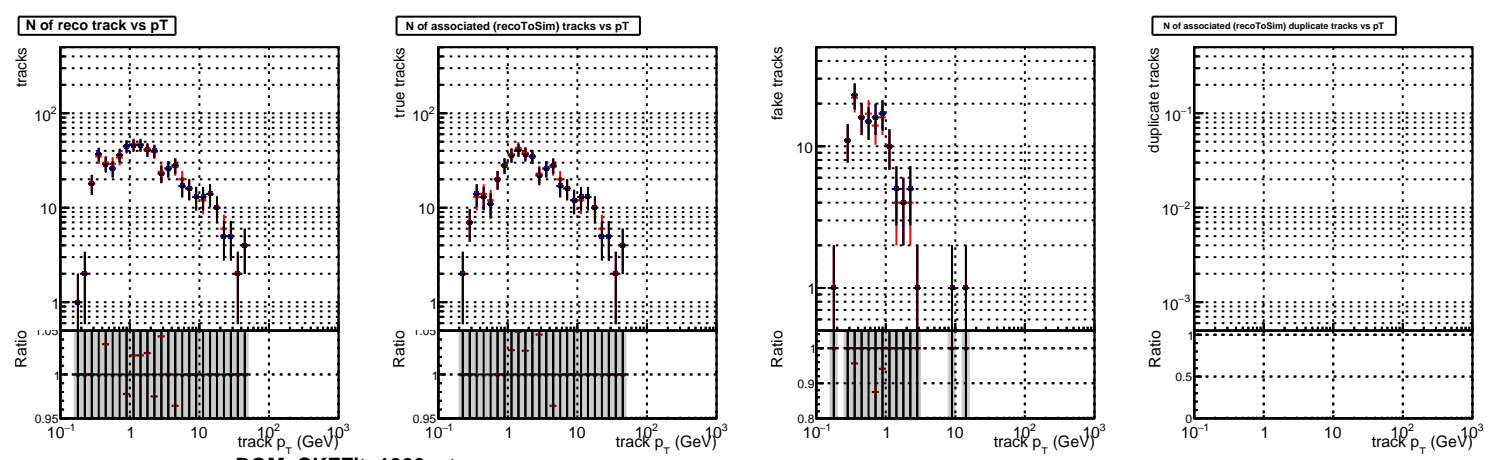 N of reco track vs pT
tracks
10²
10
1
Ratio
1.05
1
0.95
10⁻¹ 1 10 10² 10³
track p_T (GeV)
N of associated (recoToSim) tracks vs pT
true tracks
10²
10
1
Ratio
1.05
1
0.95
10⁻¹ 1 10 10² 10³
track p_T (GeV)
fake tracks
10
1
Ratio
1
0.9
0.8
10⁻¹ 1 10 10² 10³
track p_T (GeV)
N of associated (recoToSim) duplicate tracks vs pT
duplicate tracks
10⁻¹
10⁻²
10⁻³
Ratio
1
0.5
0
10⁻¹ 1 10 10² 10³
track p_T (GeV)